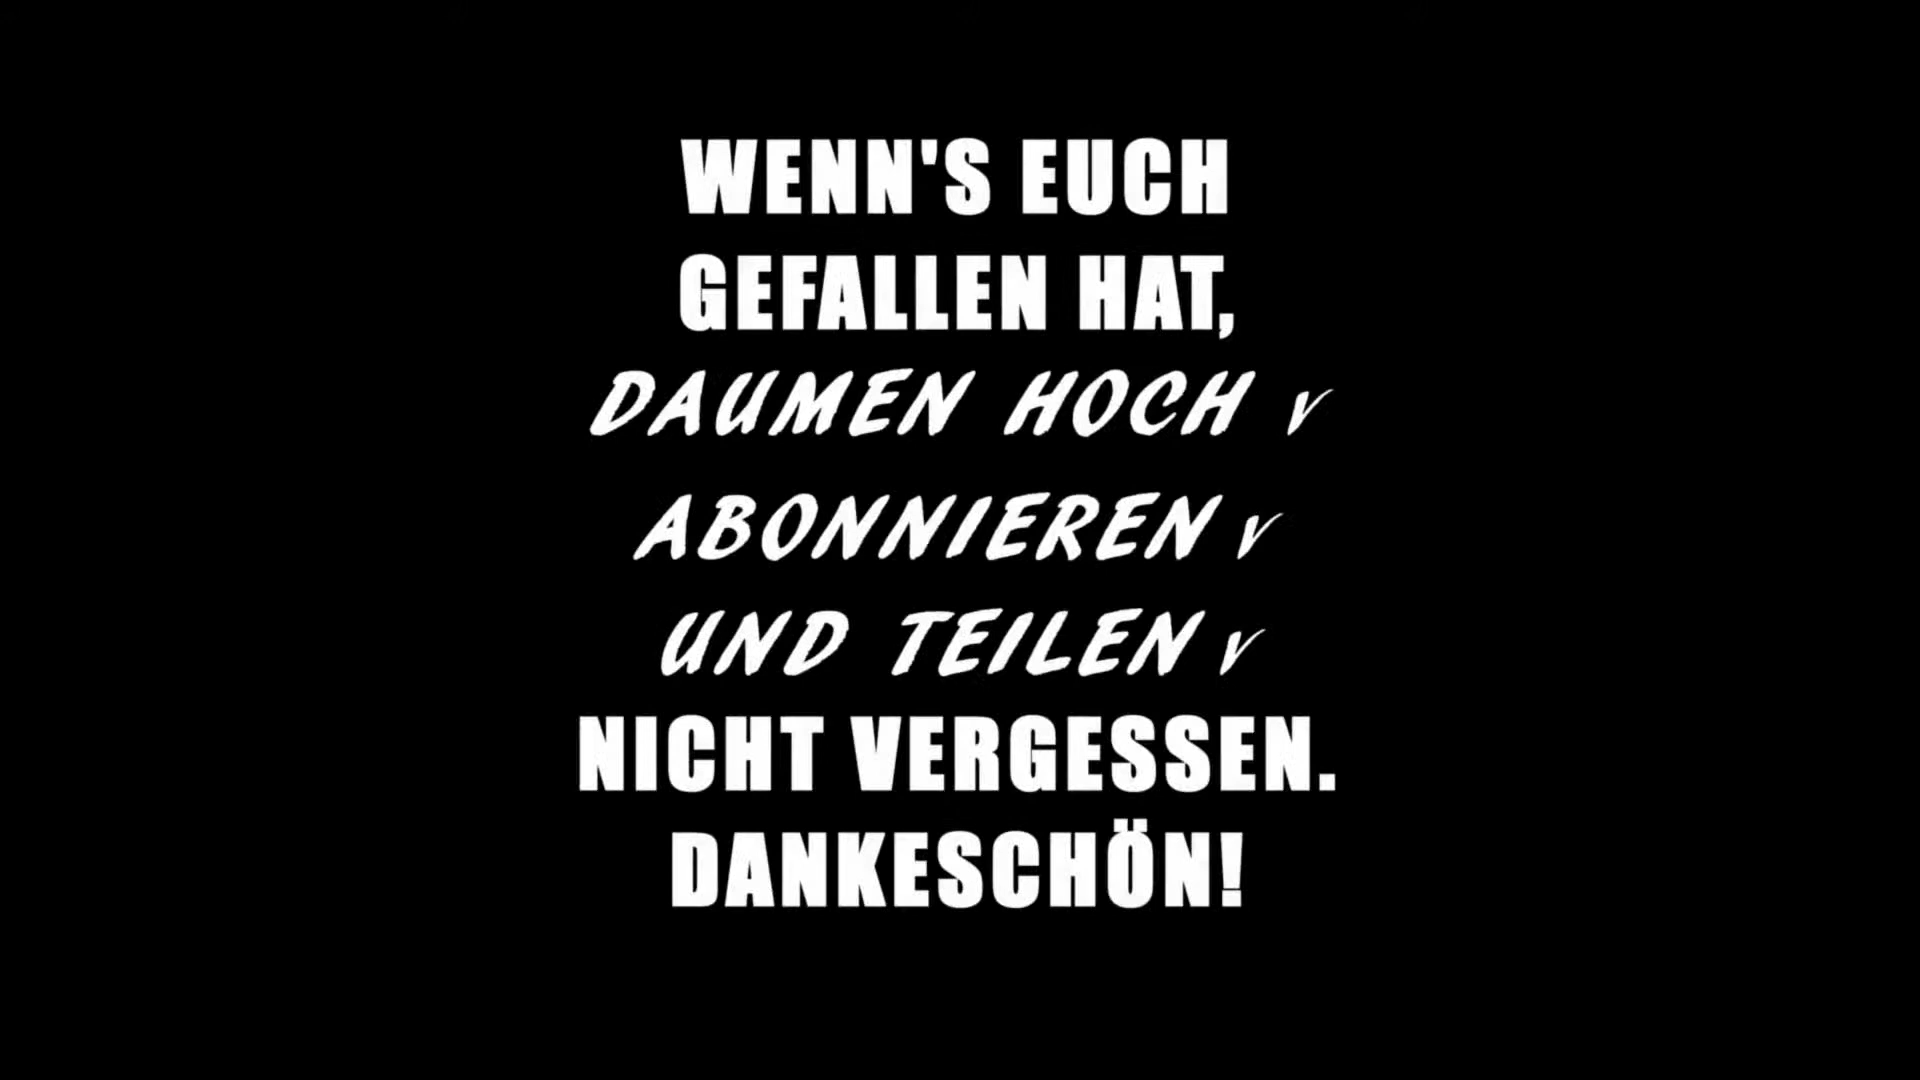 WENN'S EUCH
GEFALLEN HAT,
DAUMEN HOCH v
ABONNIEREN v
UND TEILEN v
NICHT VERGESSEN.
DANKESCHÖN!